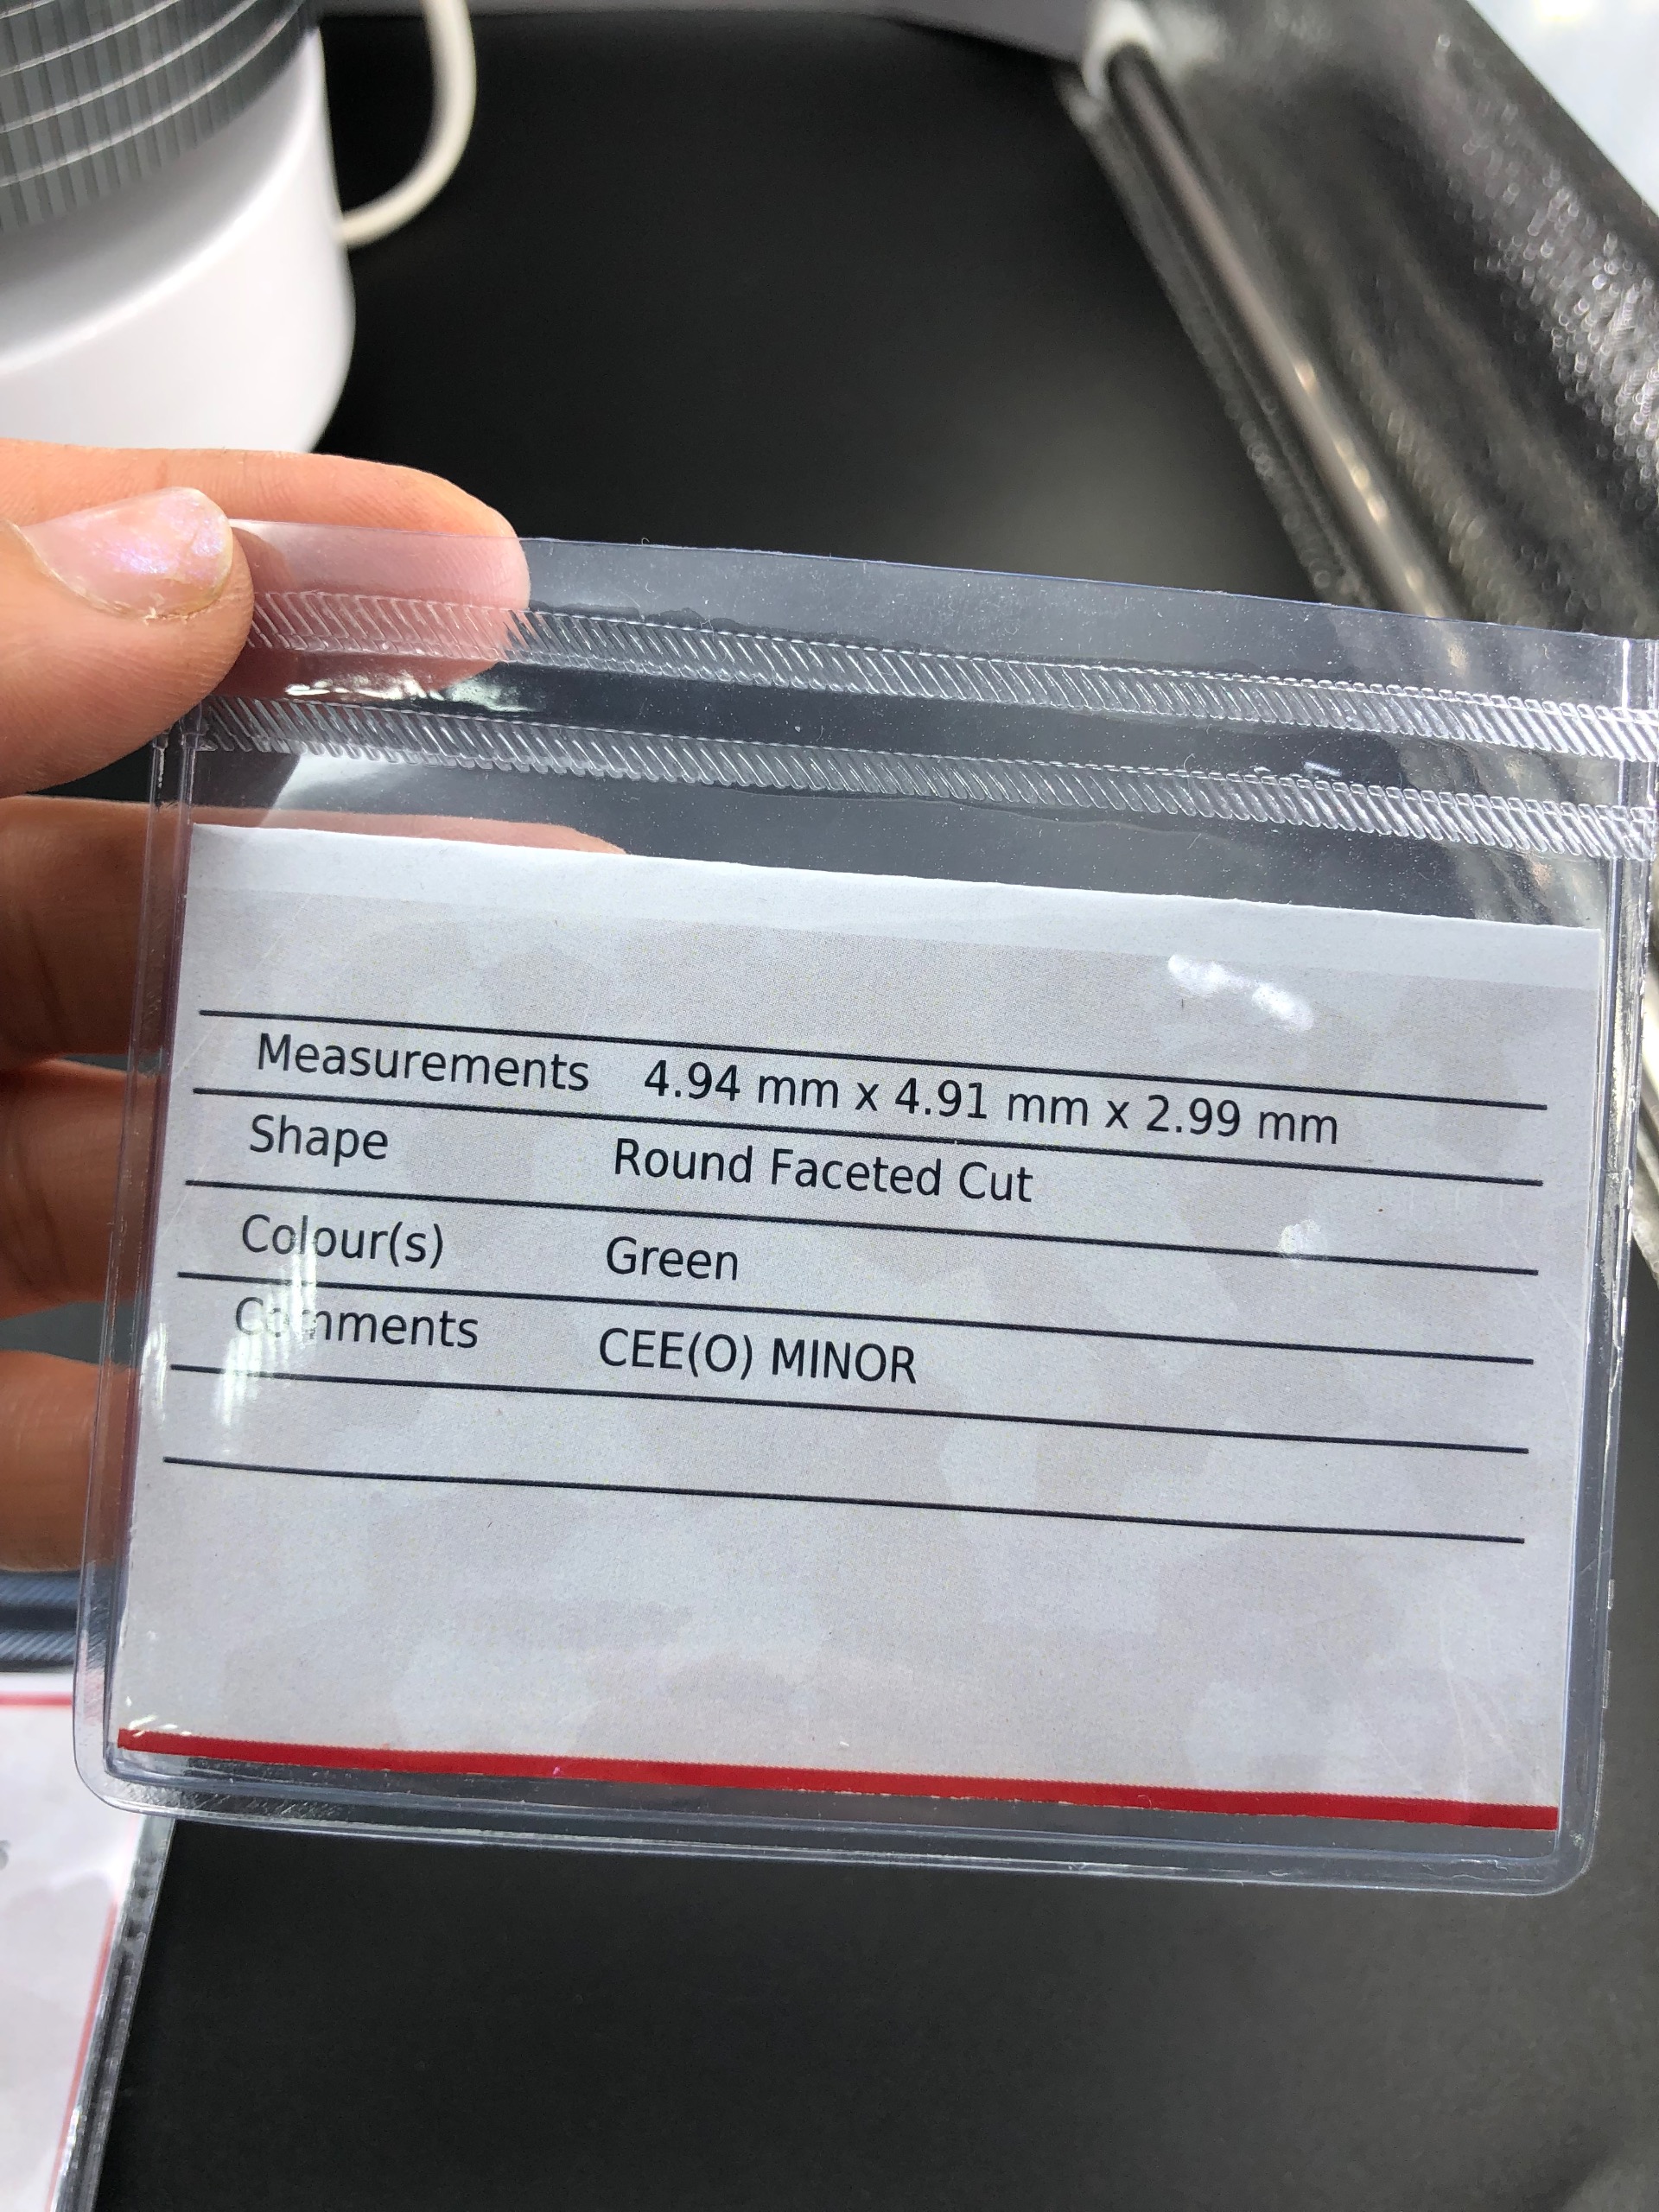 Measurements 4.94 mm x 4.91 mm x 2.99 mm
Shape Round Faceted Cut
Colour(s) Green
Comments CEE(O) MINOR